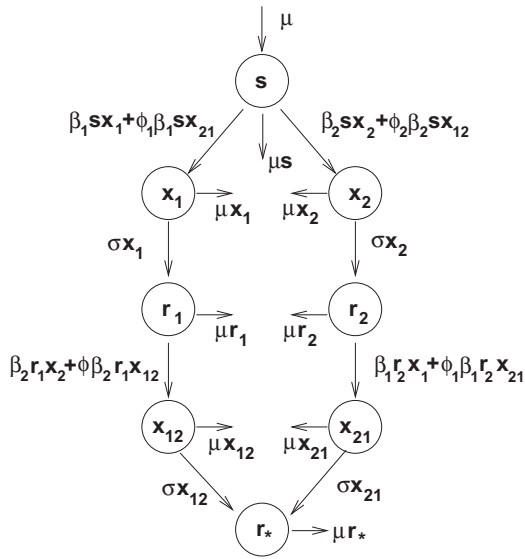 μ
s
β₁sx₁+ϕ₁β₁sx₂₁ β₂sx₂+ϕ₂β₂sx₁₂
μs
x₁ μx₁ μx₂ x₂
σx₁ σx₂
r₁ μr₁ μr₂ r₂
β₂r₁x₂+ϕβ₂r₁x₁₂ β₁r₂x₁+ϕ₁β₁r₂x₂₁
x₁₂ μx₁₂ μx₂₁ x₂₁
σx₁₂ σx₂₁
r* μr*